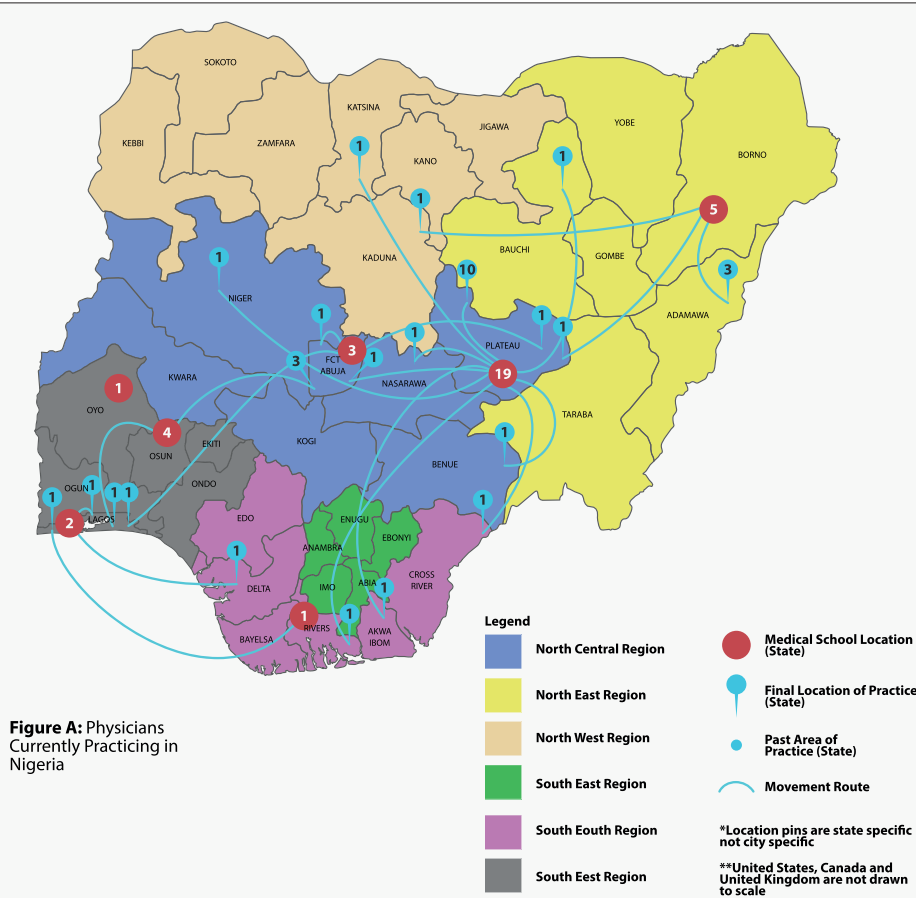 SOKOTO
KEBBI
ZAMFARA
KATSINA
1
KANO
1
JIGAWA
1
YOBE
BORNO
5
KADUNA
BAUCHI
GOMBE
10
3
ADAMAWA
1
NIGER
1
1
1
1
PLATEAU
3
3
1
FCT
ABUJA
NASARAWA
19
KWARA
1
OYO
4
OSUN
EKITI
KOGI
TARABA
1
BENUE
OGUN
1
1
1
1
ONDO
2
LAGOS
1
EDO
ENUGU
ANAMBRA
EBONYI
1
DELTA
IMO
ABIA
1
CROSS
RIVER
1
RIVERS
1
BAYELSA
AKWA
IBOM
Figure A: Physicians
Currently Practicing in
Nigeria
Legend
North Central Region
North East Region
North West Region
South East Region
South Eouth Region
South Eest Region
Medical School Location
(State)
Final Location of Practice
(State)
Past Area of
Practice (State)
Movement Route
*Location pins are state specific
not city specific
**United States, Canada and
United Kingdom are not drawn
to scale